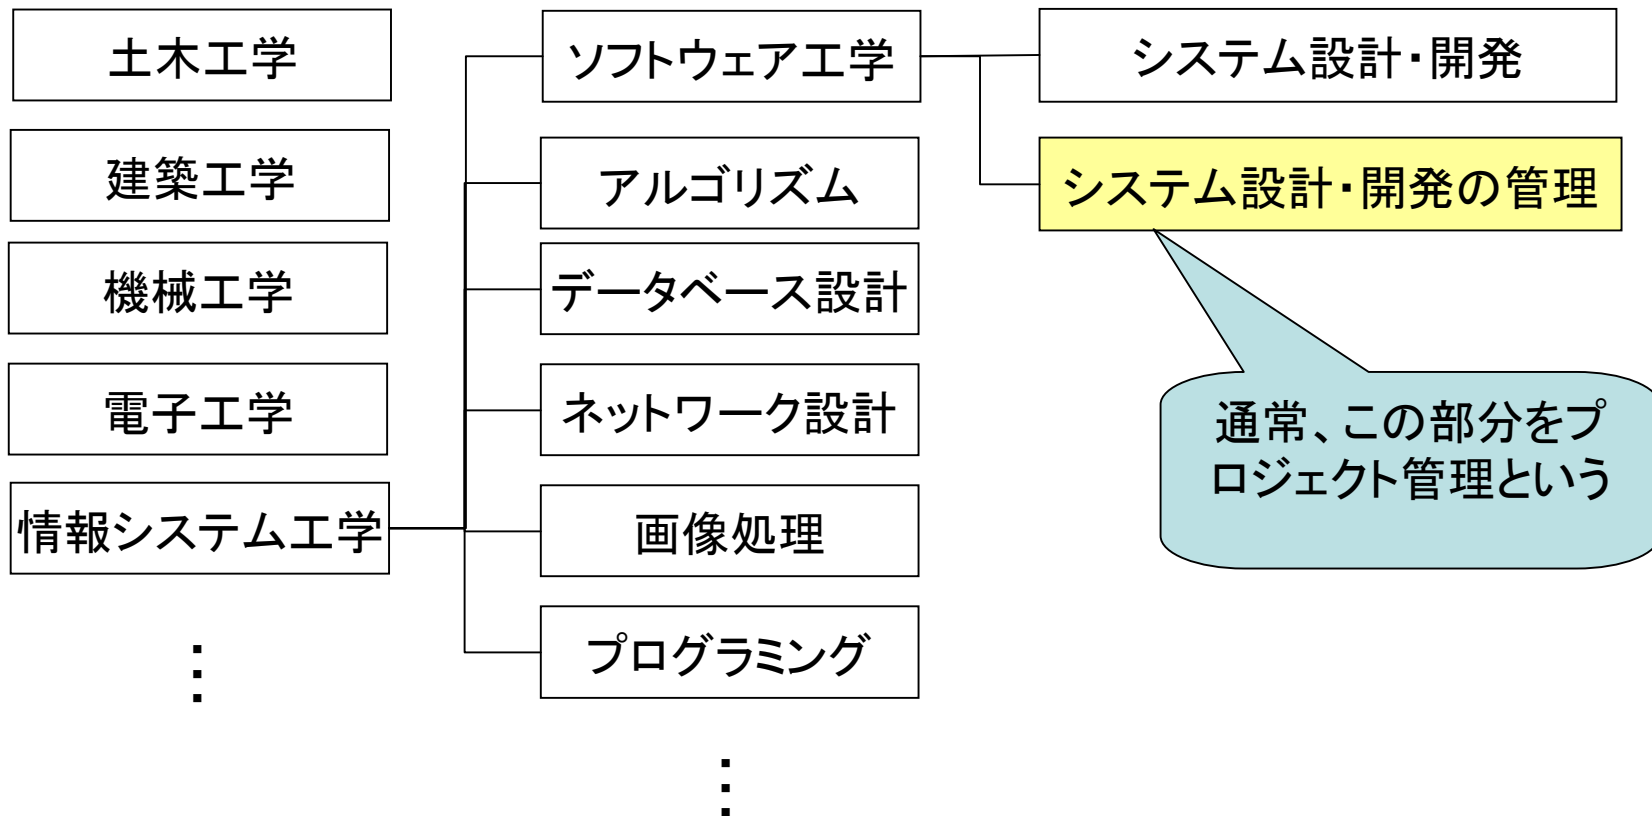 土木工学
建築工学
機械工学
電子工学
情報システム工学
⋮
ソフトウェア工学
アルゴリズム
データベース設計
ネットワーク設計
画像処理
プログラミング
⋮
システム設計・開発
システム設計・開発の管理
通常、この部分をプ
ロジェクト管理という